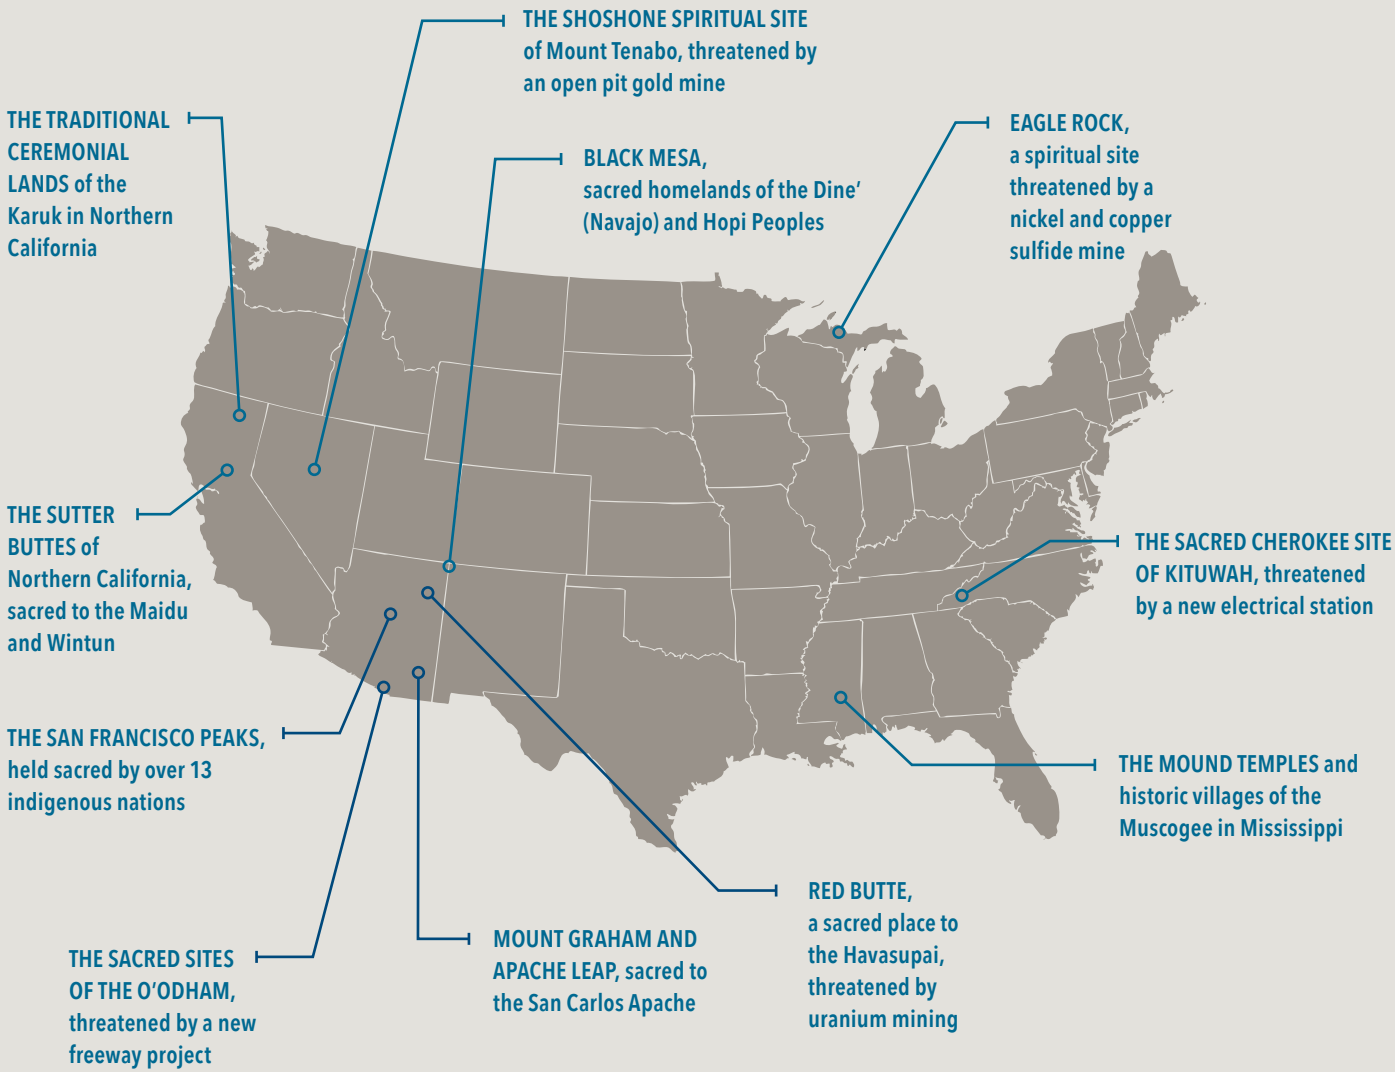 THE SHOSHONE SPIRITUAL SITE
of Mount Tenabo, threatened by
an open pit gold mine
THE TRADITIONAL
CEREMONIAL
LANDS of the
Karuk in Northern
California
BLACK MESA,
sacred homelands of the Dine’
(Navajo) and Hopi Peoples
EAGLE ROCK,
a spiritual site
threatened by a
nickel and copper
sulfide mine
THE SUTTER
BUTTES of
Northern California,
sacred to the Maidu
and Wintun
THE SACRED CHEROKEE SITE
OF KITUWAH, threatened
by a new electrical station
THE SAN FRANCISCO PEAKS,
held sacred by over 13
indigenous nations
THE MOUND TEMPLES and
historic villages of the
Muscogee in Mississippi
RED BUTTE,
a sacred place to
the Havasupai,
threatened by
uranium mining
MOUNT GRAHAM AND
APACHE LEAP, sacred to
the San Carlos Apache
THE SACRED SITES
OF THE O’ODHAM,
threatened by a new
freeway project